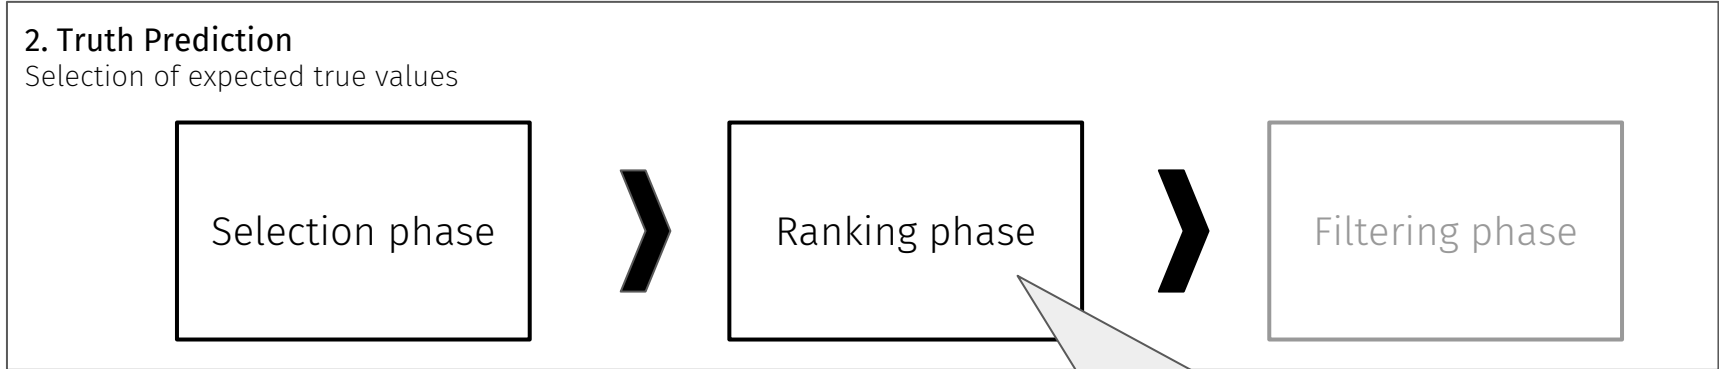 2. Truth Prediction
Selection of expected true values
Selection phase
Ranking phase
Filtering phase